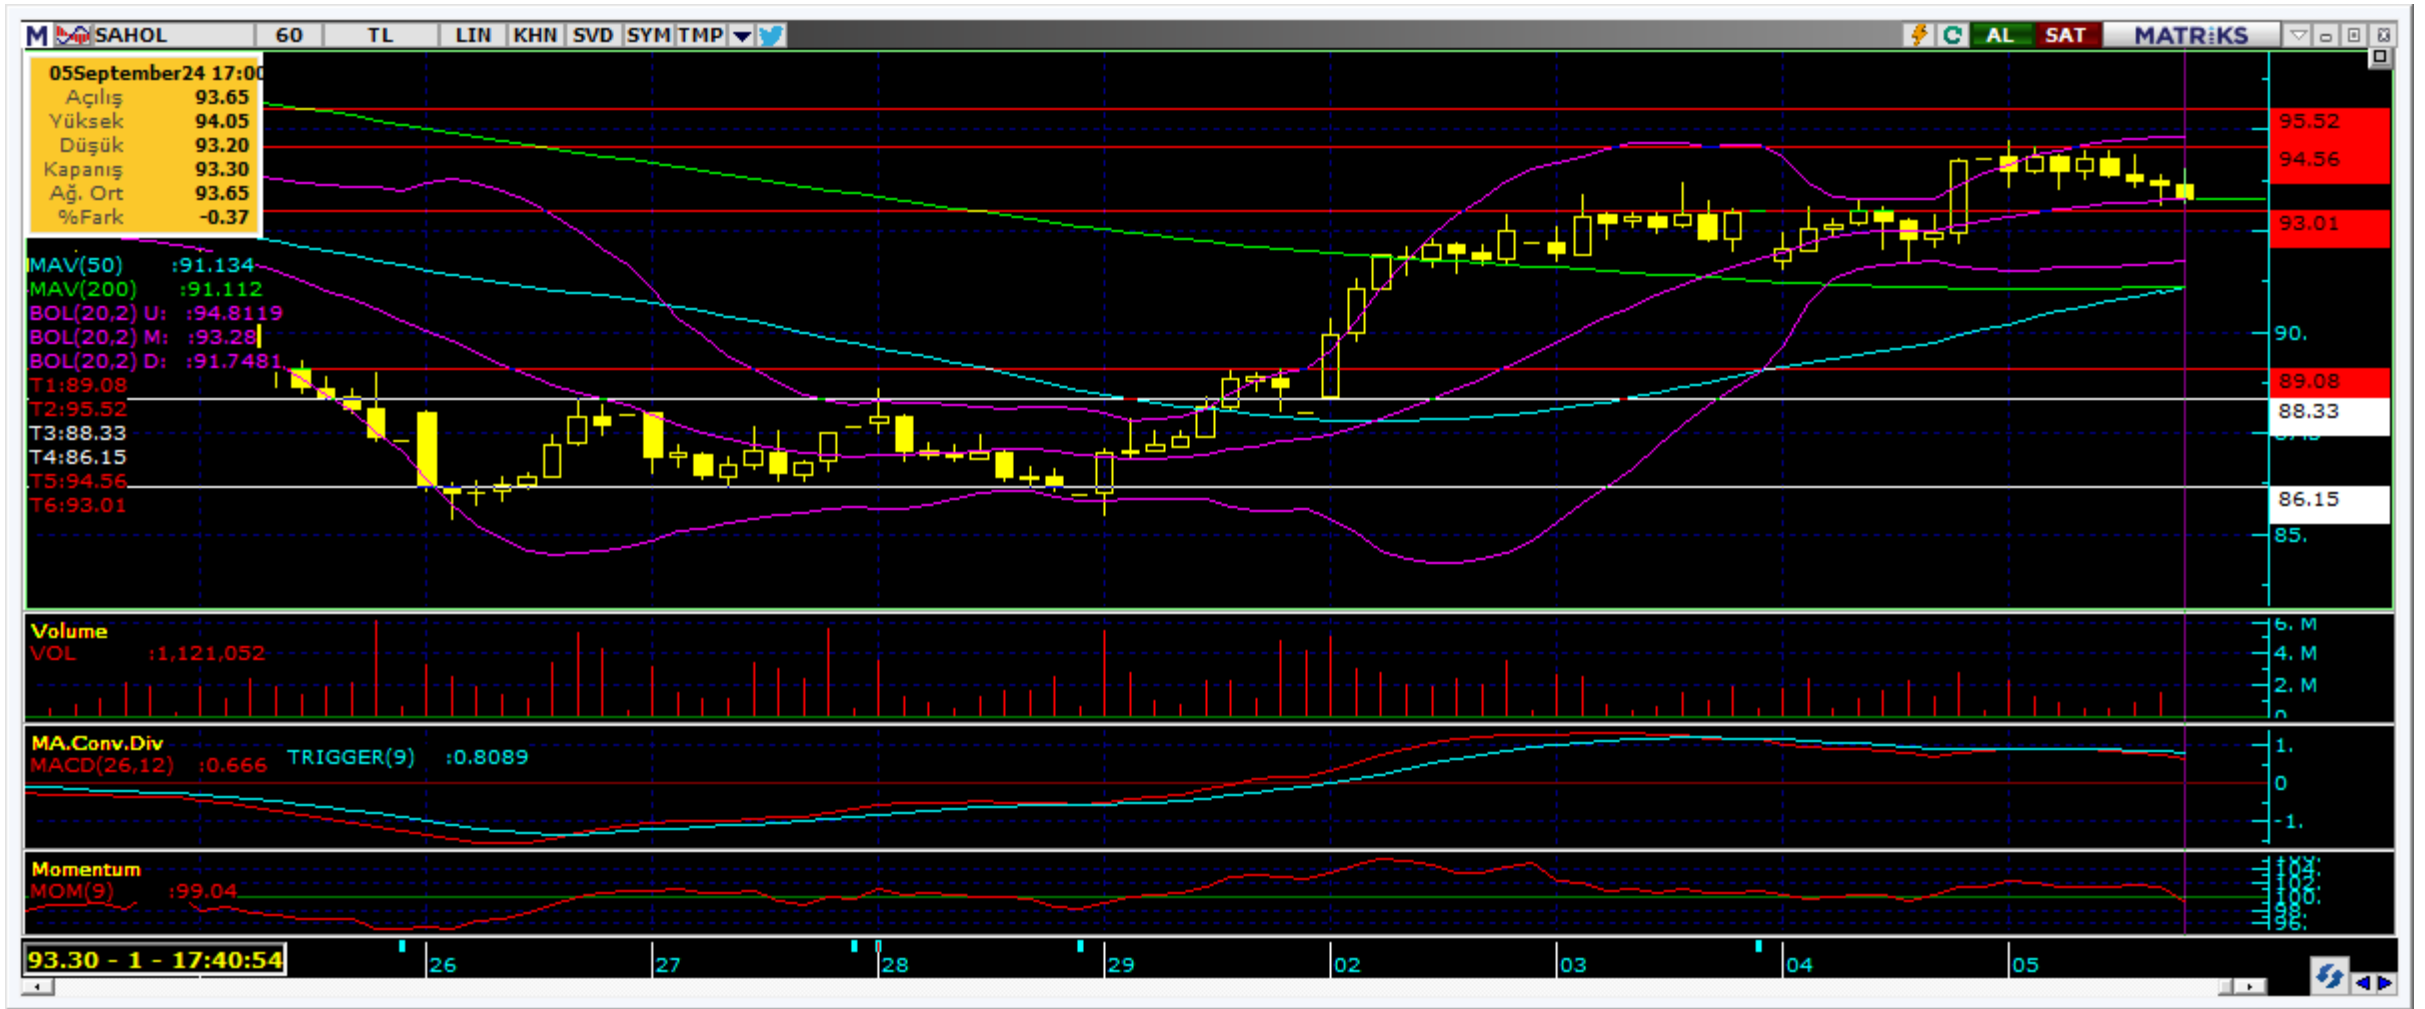 M SAHOL 60 TL LIN KHN SVD SYM TMP AL SAT MATRiKS
05September24 17:00
Açılış 93.65
Yüksek 94.05
Düşük 93.20
Kapanış 93.30
Ağ. Ort 93.65
%Fark -0.37
MAV(50) :91.134
MAV(200) :91.112
BOL(20,2) U: :94.8119
BOL(20,2) M: :93.28
BOL(20,2) D: :91.7481
T1:89.08
T2:95.52
T3:88.33
T4:86.15
T5:94.56
T6:93.01
95.52
94.56
93.01
90.
89.08
88.33
86.15
85.
Volume
VOL :1,121,052
6. M
4. M
2. M
0
MA.Conv.Div
MACD(26,12) :0.666 TRIGGER(9) :0.8089
1.
0
-1.
Momentum
MOM(9) :99.04
104.
102.
100.
98.
96.
93.30 - 1 - 17:40:54
26 27 28 29 02 03 04 05